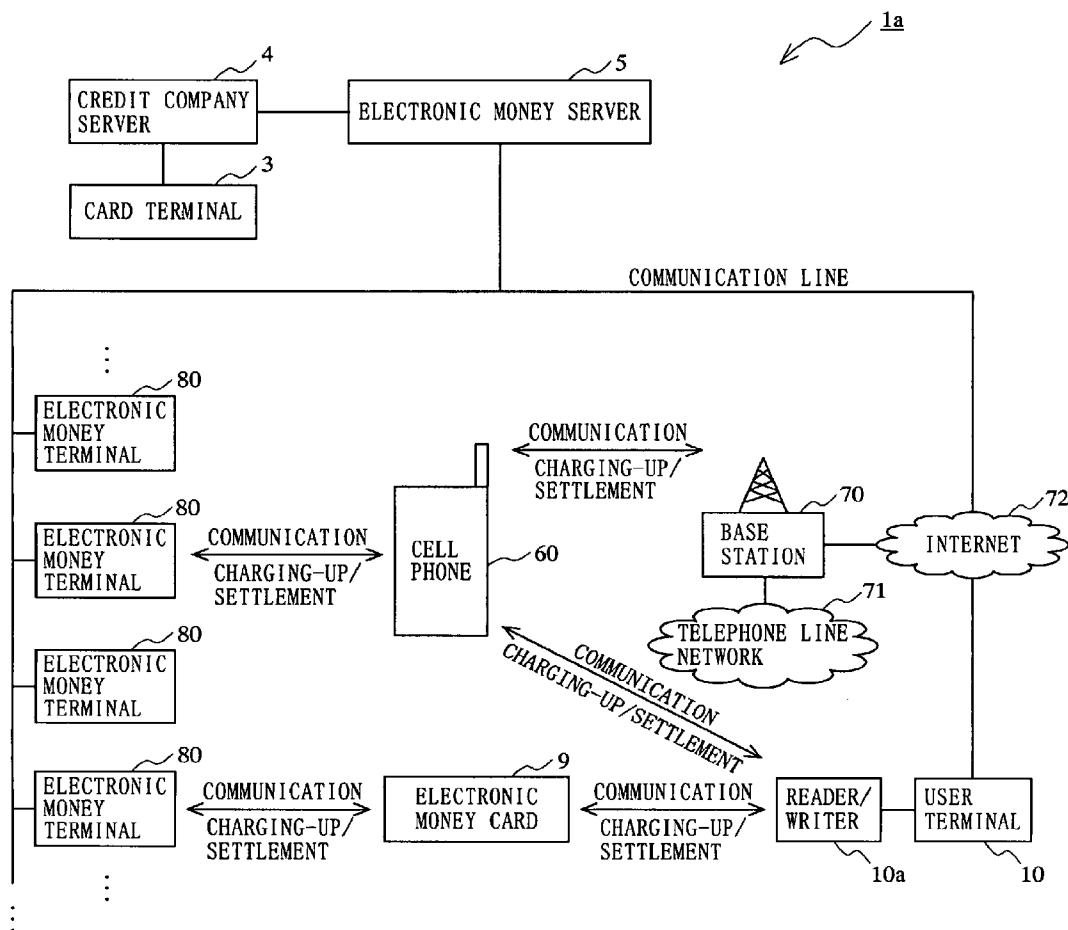 1a
4
5
CREDIT COMPANY
SERVER
ELECTRONIC MONEY SERVER
3
CARD TERMINAL
COMMUNICATION LINE
80
ELECTRONIC
MONEY
TERMINAL
COMMUNICATION
CHARGING-UP/
SETTLEMENT
80
ELECTRONIC
MONEY
TERMINAL
COMMUNICATION
CHARGING-UP/
SETTLEMENT
CELL
PHONE
60
70
BASE
STATION
72
INTERNET
71
TELEPHONE LINE
NETWORK
80
ELECTRONIC
MONEY
TERMINAL
COMMUNICATION
CHARGING-UP/SETTLEMENT
80
ELECTRONIC
MONEY
TERMINAL
COMMUNICATION
CHARGING-UP/
SETTLEMENT
9
ELECTRONIC
MONEY CARD
COMMUNICATION
CHARGING-UP/
SETTLEMENT
READER/
WRITER
10a
USER
TERMINAL
10